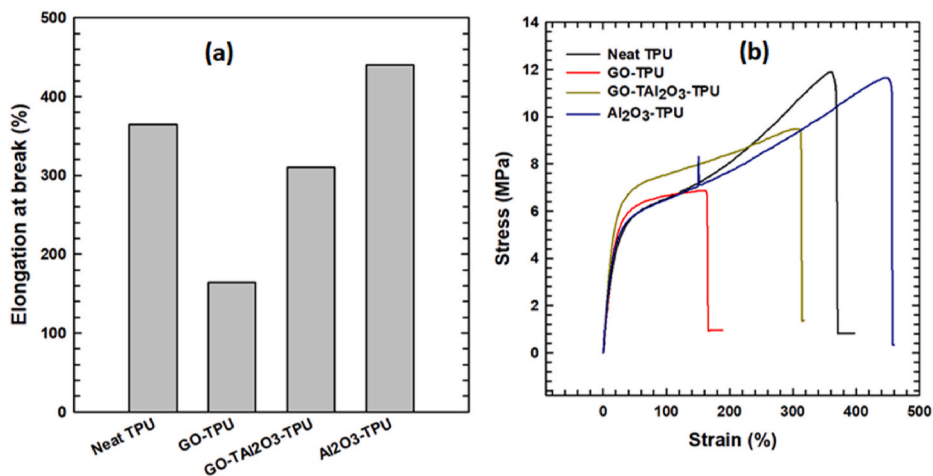 (a)
Elongation at break (%)
500
400
300
200
100
0
Neat TPU
GO-TPU
GO-TAl2O3-TPU
Al2O3-TPU
(b)
Neat TPU
GO-TPU
GO-TAl₂O₃-TPU
Al₂O₃-TPU
Stress (MPa)
14
12
10
8
6
4
2
0
0
100
200
300
400
500
Strain (%)